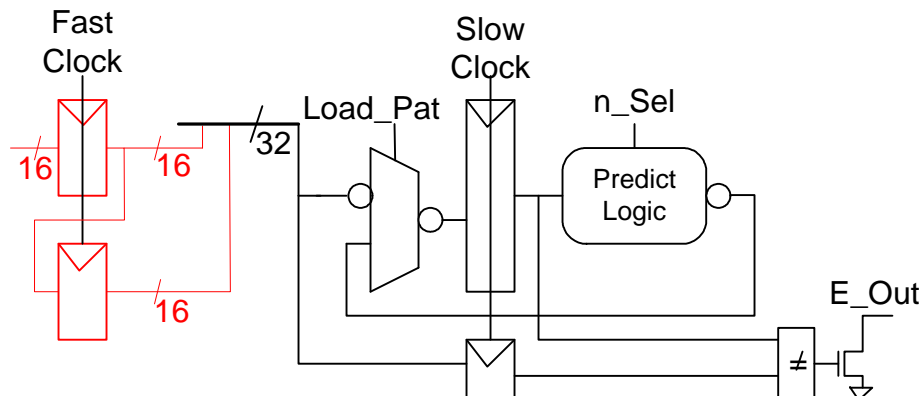 Fast
Clock
Slow
Clock
Load_Pat
n_Sel
16
16
32
Predict
Logic
16
E_Out
≠